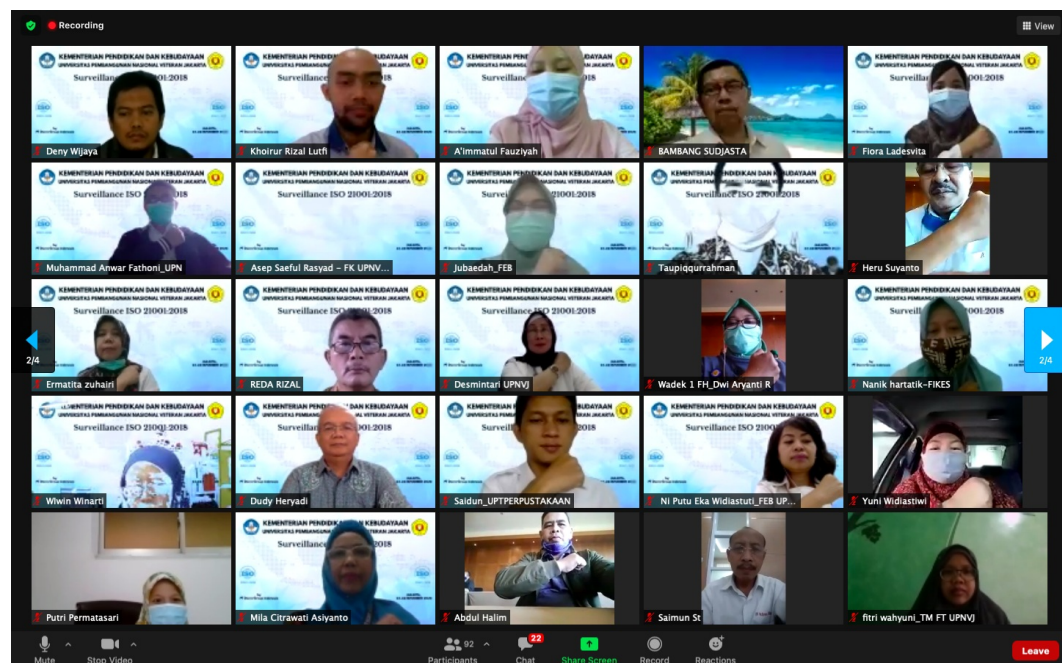 Recording
View
KEMENTERIAN PENDIDIKAN DAN KEBUDAYAAN
UNIVERSITAS PEMBANGUNAN NASIONAL VETERAN JAKARTA
Surveillance ISO 21001:2018
Deny Wijaya
Khoirur Rizal Lutfi
A'immatul Fauziyah
BAMBANG SUDJASTA
Fiora Ladesvita
Muhammad Anwar Fathoni_UPN
Asep Saeful Rasyad - FK UPNV...
Jubaedah_FEB
Taupiqqurrahman
Heru Suyanto
2/4
Ermatita zuhairi
REDA RIZAL
Desmintari UPNVJ
Wadek 1 FH_Dwi Aryanti R
Nanik hartatik-FIKES
2/4
Wiwin Winarti
Dudy Heryadi
Saidun_UPTPERPUSTAKAAN
Ni Putu Eka Widiastuti_FEB UP...
Yuni Widiastiwi
Putri Permatasari
Mila Citrawati Asiyanto
Abdul Halim
Saimun St
fitri wahyuni_TM FT UPNVJ
Mute
Stop Video
92
Participants
22
Chat
Share Screen
Record
Reactions
Leave